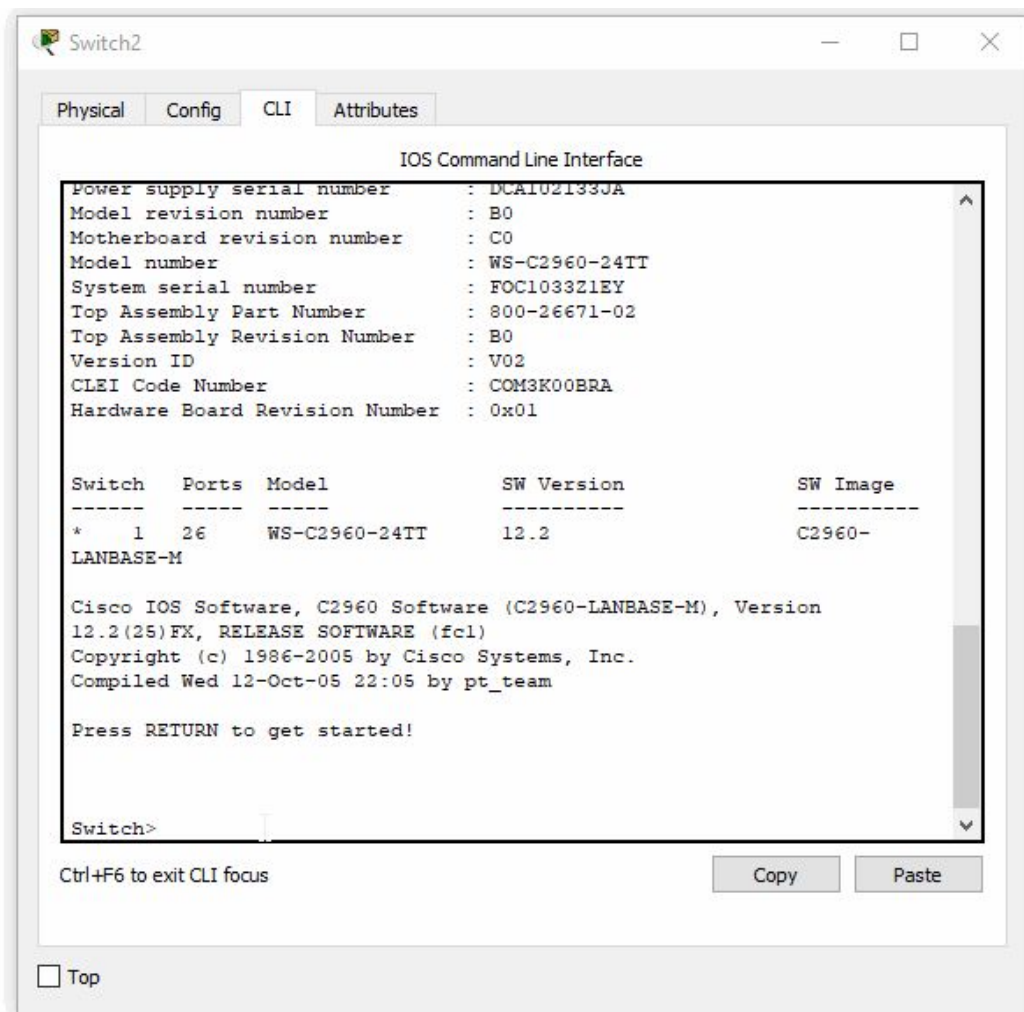 Switch2
Physical Config CLI Attributes
IOS Command Line Interface
Power supply serial number : DCA102133JA
Model revision number : B0
Motherboard revision number : C0
Model number : WS-C2960-24TT
System serial number : FOC1033Z1EY
Top Assembly Part Number : 800-26671-02
Top Assembly Revision Number : B0
Version ID : V02
CLEI Code Number : COM3K00BRA
Hardware Board Revision Number : 0x01
Switch Ports Model SW Version SW Image
------ ----- ----- ---------- ----------
* 1 26 WS-C2960-24TT 12.2 C2960-
LANBASE-M
Cisco IOS Software, C2960 Software (C2960-LANBASE-M), Version
12.2(25)FX, RELEASE SOFTWARE (fc1)
Copyright (c) 1986-2005 by Cisco Systems, Inc.
Compiled Wed 12-Oct-05 22:05 by pt_team
Press RETURN to get started!
Switch>
Ctrl+F6 to exit CLI focus Copy Paste
Top